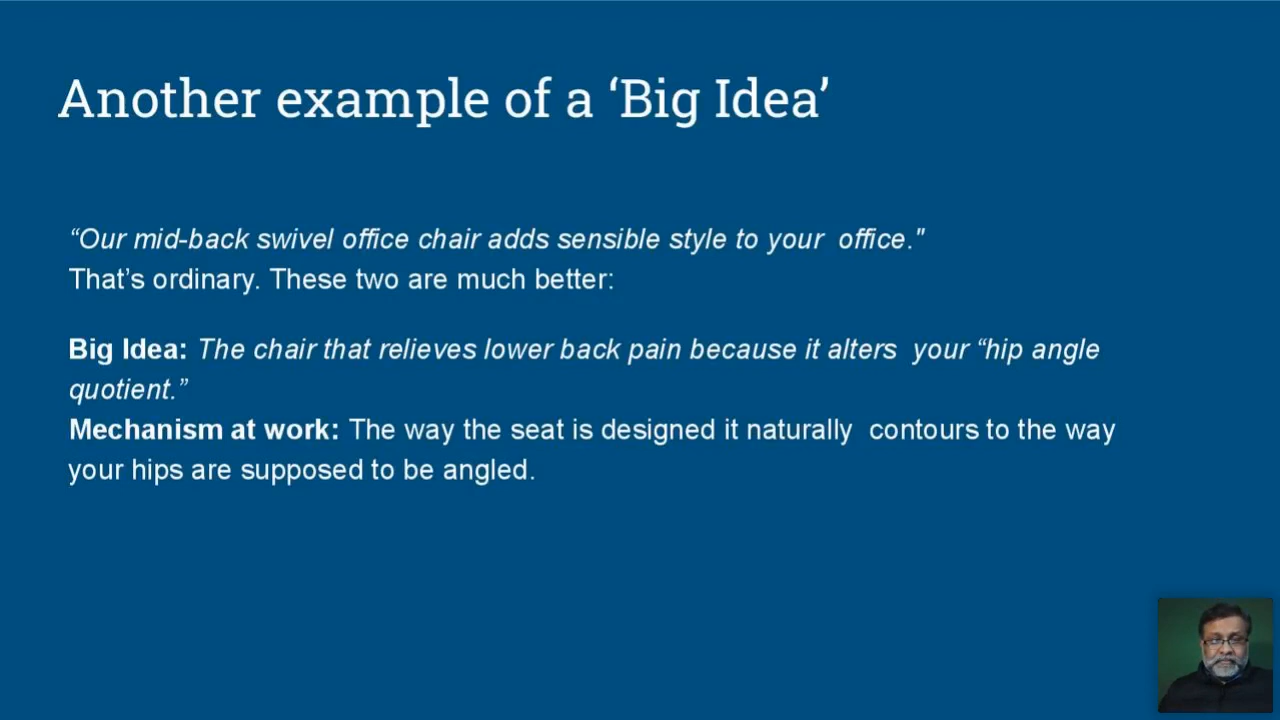 Another example of a ‘Big Idea’
“Our mid-back swivel office chair adds sensible style to your  office."
That’s ordinary. These two are much better:
Big Idea: The chair that relieves lower back pain because it alters  your “hip angle
quotient.”
Mechanism at work: The way the seat is designed it naturally  contours to the way
your hips are supposed to be angled.